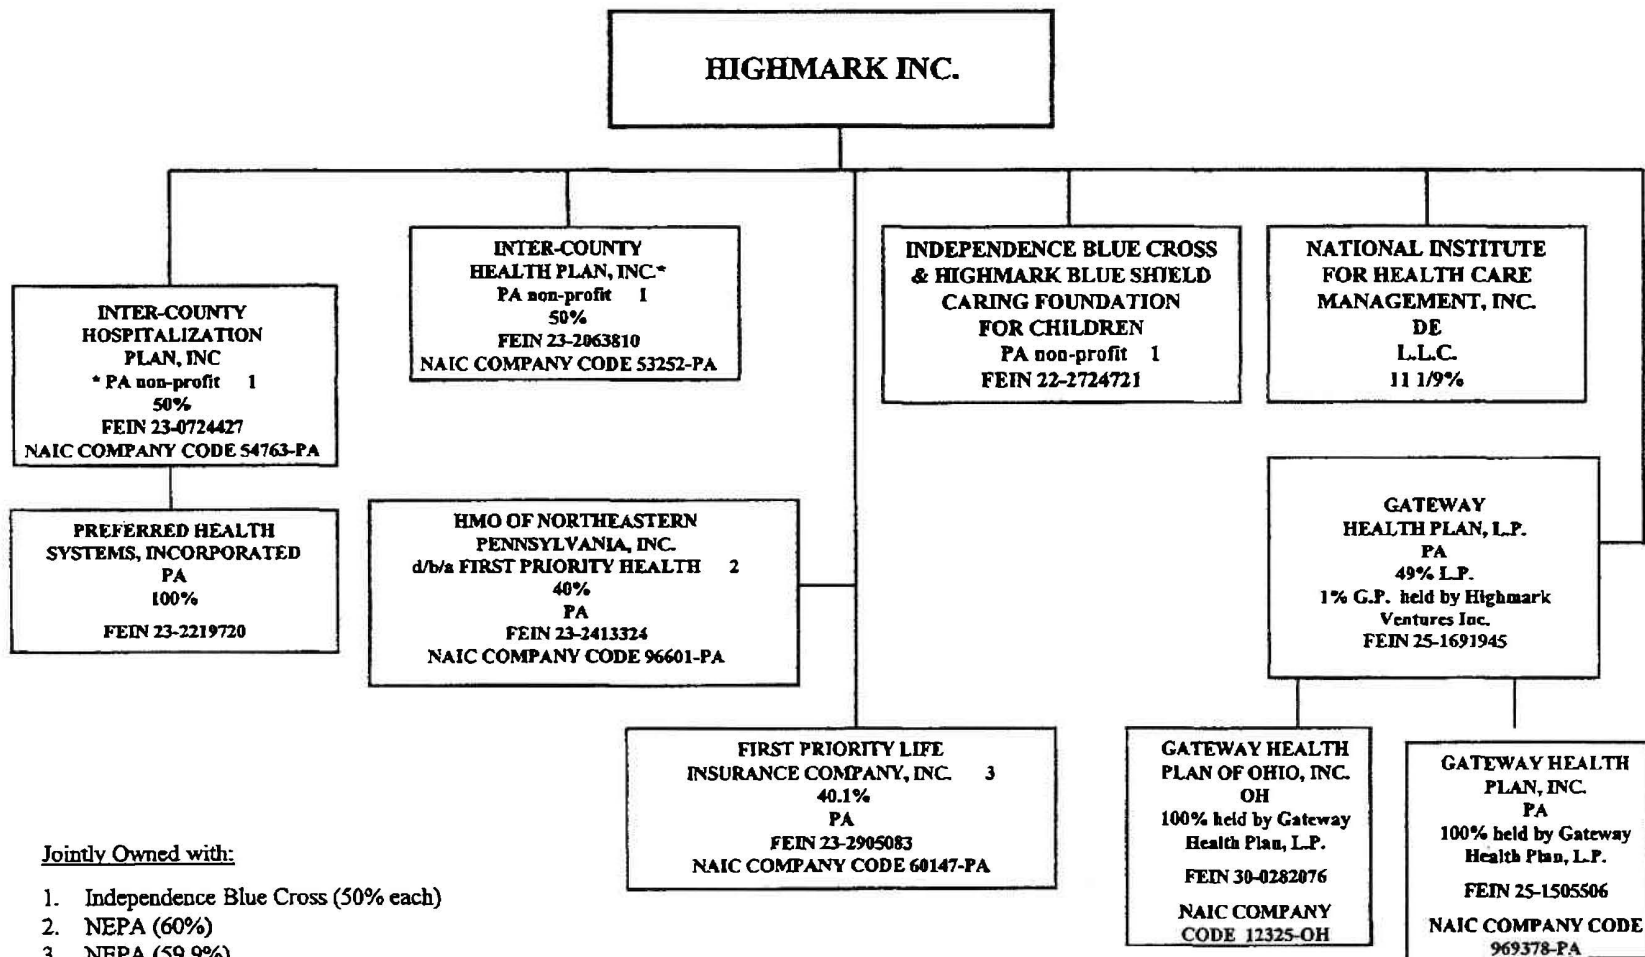 HIGHMARK INC.
INTER-COUNTY
HOSPITALIZATION
PLAN, INC
* PA non-profit 1
50%
FEIN 23-0724427
NAIC COMPANY CODE 54763-PA
INTER-COUNTY
HEALTH PLAN, INC.*
PA non-profit 1
50%
FEIN 23-2063810
NAIC COMPANY CODE 53252-PA
INDEPENDENCE BLUE CROSS
& HIGHMARK BLUE SHIELD
CARING FOUNDATION
FOR CHILDREN
PA non-profit 1
FEIN 22-2724721
NATIONAL INSTITUTE
FOR HEALTH CARE
MANAGEMENT, INC.
DE
L.L.C.
11 1/9%
PREFERRED HEALTH
SYSTEMS, INCORPORATED
PA
100%
FEIN 23-2219720
HMO OF NORTHEASTERN
PENNSYLVANIA, INC.
d/b/a FIRST PRIORITY HEALTH 2
40%
PA
FEIN 23-2413324
NAIC COMPANY CODE 96601-PA
GATEWAY
HEALTH PLAN, L.P.
PA
49% L.P.
1% G.P. held by Highmark
Ventures Inc.
FEIN 25-1691945
FIRST PRIORITY LIFE
INSURANCE COMPANY, INC. 3
40.1%
PA
FEIN 23-2905083
NAIC COMPANY CODE 60147-PA
GATEWAY HEALTH
PLAN OF OHIO, INC.
OH
100% held by Gateway
Health Plan, L.P.
FEIN 30-0282076
NAIC COMPANY
CODE 12325-OH
GATEWAY HEALTH
PLAN, INC.
PA
100% held by Gateway
Health Plan, L.P.
FEIN 25-1505506
NAIC COMPANY CODE
969378-PA
Jointly Owned with:
1. Independence Blue Cross (50% each)
2. NEPA (60%)
3. NEPA (59.9%)